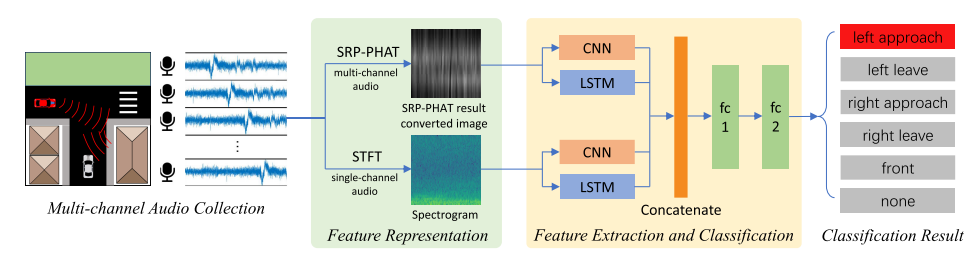 SRP-PHAT
multi-channel
audio
SRP-PHAT result
converted image
STFT
single-channel
audio
Spectrogram
CNN
LSTM
CNN
LSTM
Concatenate
fc
1
fc
2
left approach
left leave
right approach
right leave
front
none
Multi-channel Audio Collection
Feature Representation
Feature Extraction and Classification
Classification Result